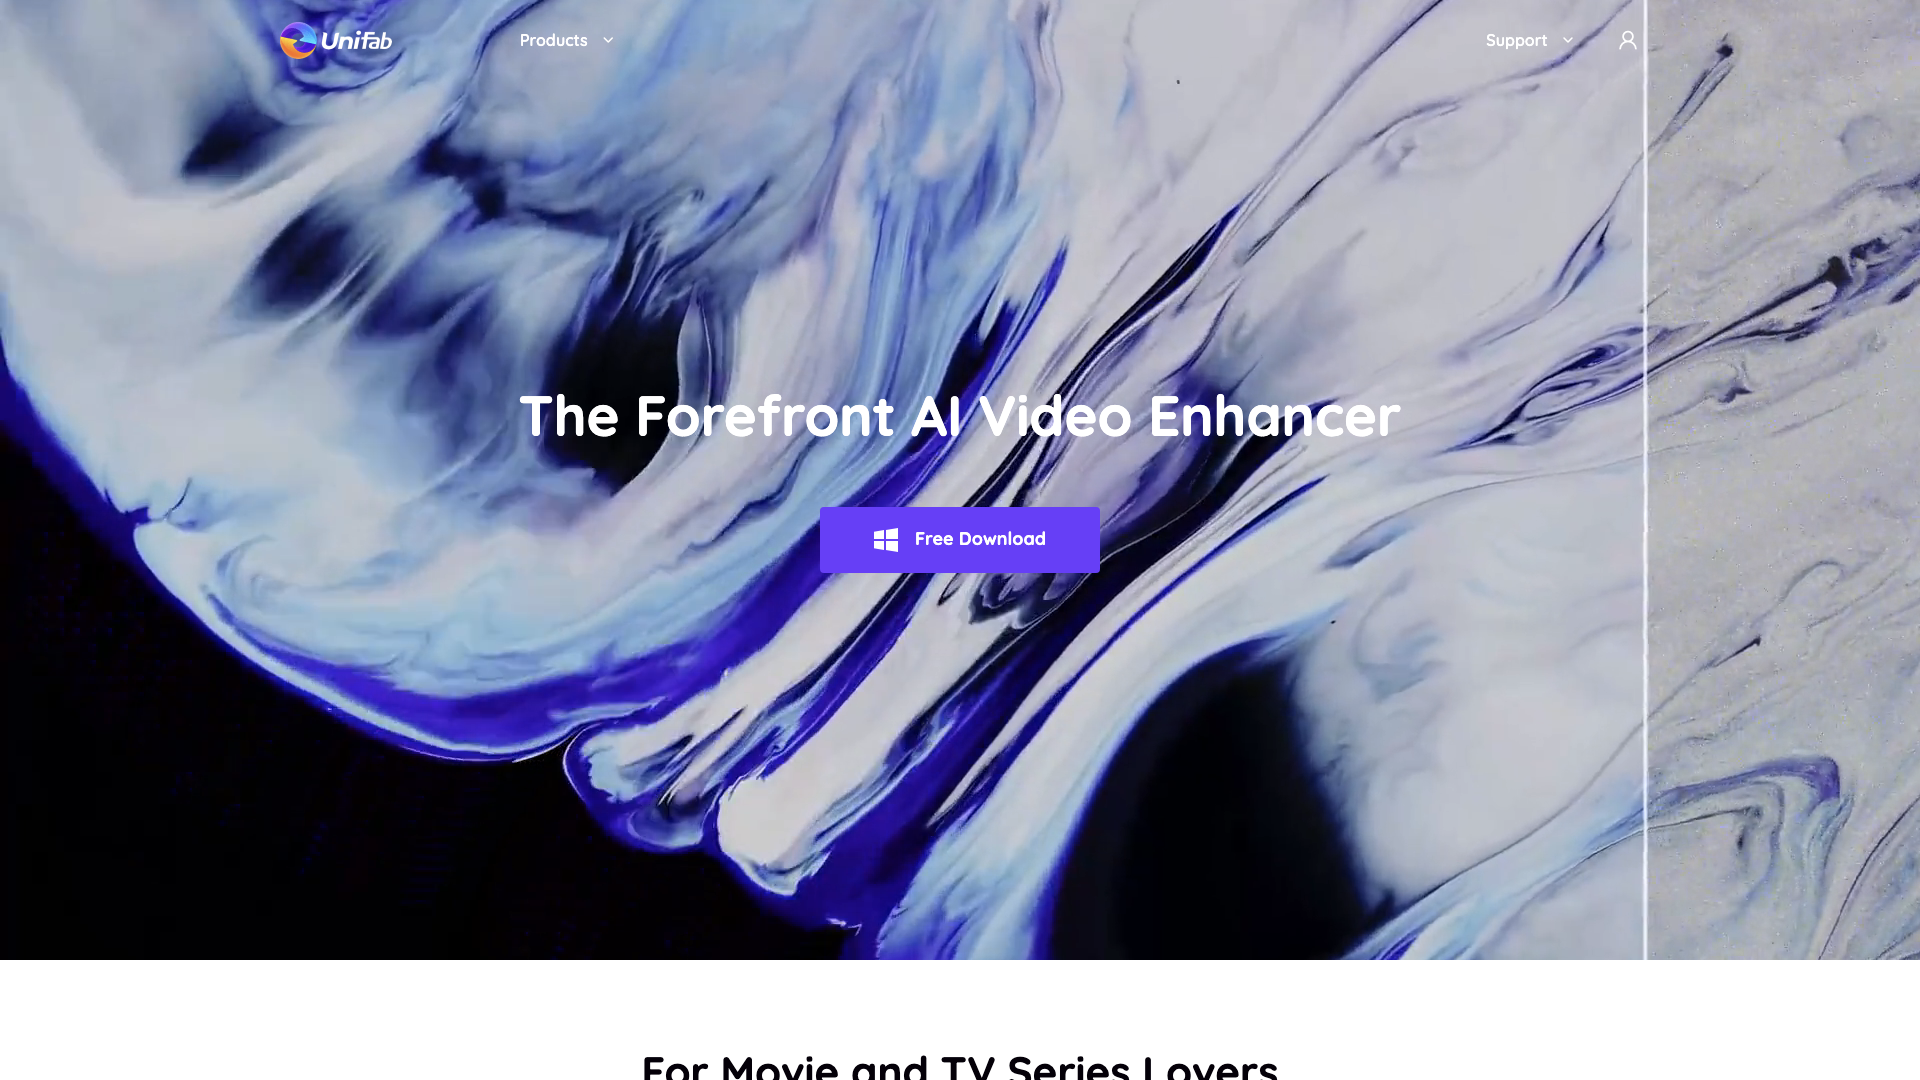 UniFab
Products
Support
The Forefront AI Video Enhancer
Free Download
For Movie and TV Series Lovers